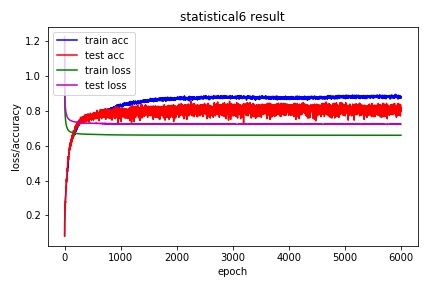 statistical6 result
train acc
test acc
train loss
test loss
loss/accuracy
1.2
1.0
0.8
0.6
0.4
0.2
0
1000
2000
3000
4000
5000
6000
epoch